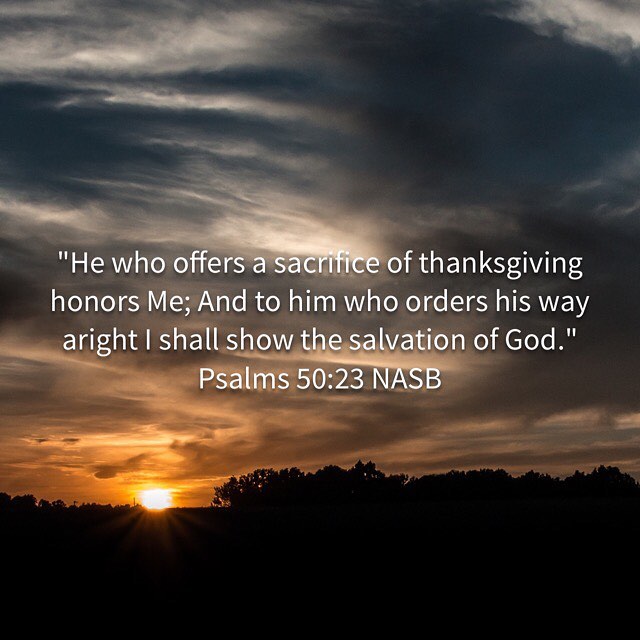 "He who offers a sacrifice of thanksgiving
honors Me; And to him who orders his way
aright I shall show the salvation of God."
Psalms 50:23 NASB